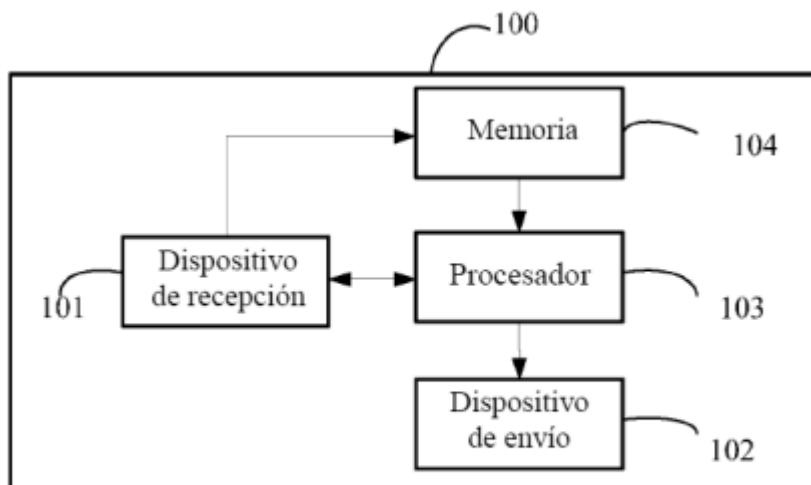 100
Memoria
104
Dispositivo
de recepción
101
Procesador
103
Dispositivo
de envío
102